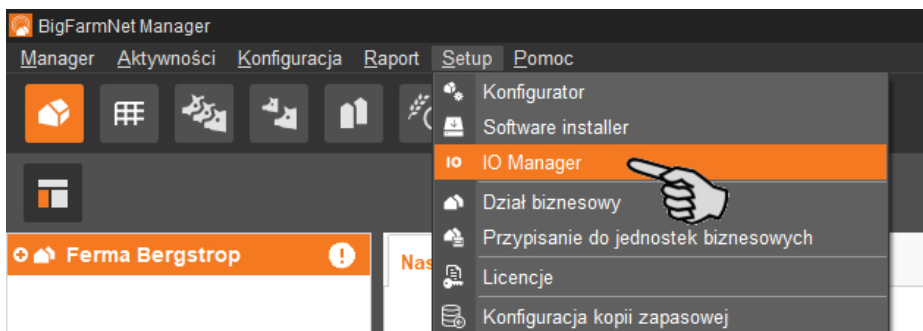 BigFarmNet Manager
Manager Aktywności Konfiguracja Raport Setup Pomoc
Konfigurator
Software installer
IO IO Manager
Dział biznesowy
Przypisanie do jednostek biznesowych
Licencje
Konfiguracja kopii zapasowej
Ferma Bergstrop !
Nas